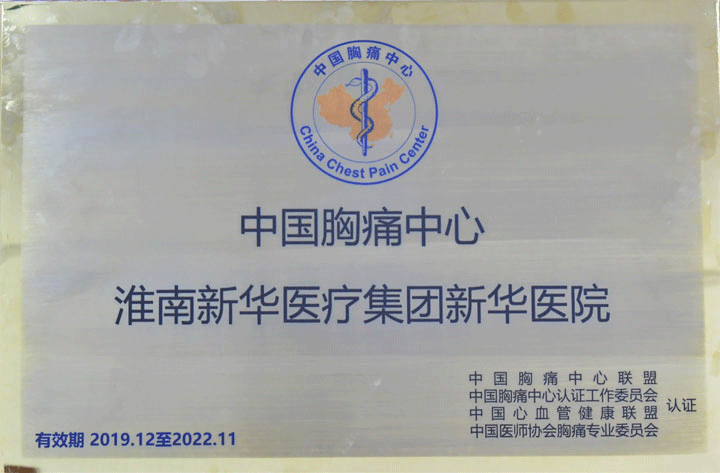 中国胸痛中心
China Chest Pain Center
中国胸痛中心
淮南新华医疗集团新华医院
中国胸痛中心联盟
中国胸痛中心认证工作委员会
中国心血管健康联盟
中国医师协会胸痛专业委员会
认证
有效期 2019.12至2022.11